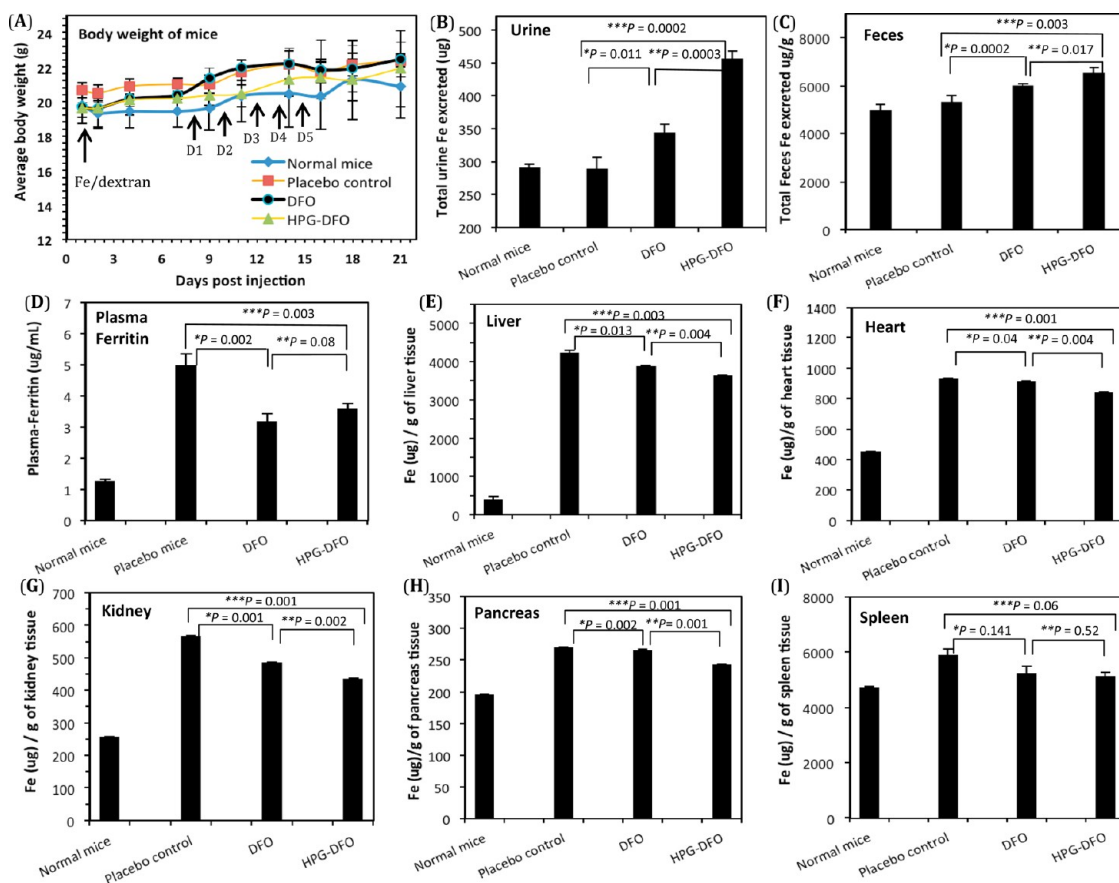 (A)
Body weight of mice
Average body weight (g)
24
22
20
18
16
14
12
0 3 6 9 12 15 18 21
Days post injection
Fe/dextran
D1
D2
D3
D4
D5
Normal mice
Placebo control
DFO
HPG-DFO
(B)
Urine
Total urine Fe excreted (ug)
500
450
400
350
300
250
200
***P = 0.0002
*P = 0.011
**P = 0.0003
Normal mice
Placebo control
DFO
HPG-DFO
(C)
Feces
Total Feces Fe excreted ug/g
8000
6000
4000
2000
0
***P = 0.003
*P = 0.0002
**P = 0.017
Normal mice
Placebo control
DFO
HPG-DFO
(D)
Plasma
Ferritin
Plasma-Ferritin (ug/mL)
7
6
5
4
3
2
1
0
***P = 0.003
*P = 0.002
**P = 0.08
Normal mice
Placebo mice
DFO
HPG-DFO
(E)
Liver
Fe (ug) / g of liver tissue
5000
4000
3000
2000
1000
0
***P = 0.003
*P = 0.013
**P = 0.004
Normal mice
Placebo control
DFO
HPG-DFO
(F)
Heart
Fe (ug)/g of heart tissue
1400
1200
1000
800
600
400
200
0
***P = 0.001
*P = 0.04
**P = 0.004
Normal mice
Placebo control
DFO
HPG-DFO
(G)
Kidney
Fe (ug) / g of kidney tissue
700
600
500
400
300
200
100
0
***P = 0.001
*P = 0.001
**P = 0.002
Normal mice
Placebo control
DFO
HPG-DFO
(H)
Pancreas
Fe (ug)/g of pancreas tissue
350
300
250
200
150
100
50
0
***P = 0.001
*P = 0.002
**P = 0.001
Normal mice
Placebo control
DFO
HPG-DFO
(I)
Spleen
Fe (ug) / g of spleen tissue
8000
6000
4000
2000
0
***P = 0.06
*P = 0.141
**P = 0.52
Normal mice
Placebo control
DFO
HPG-DFO